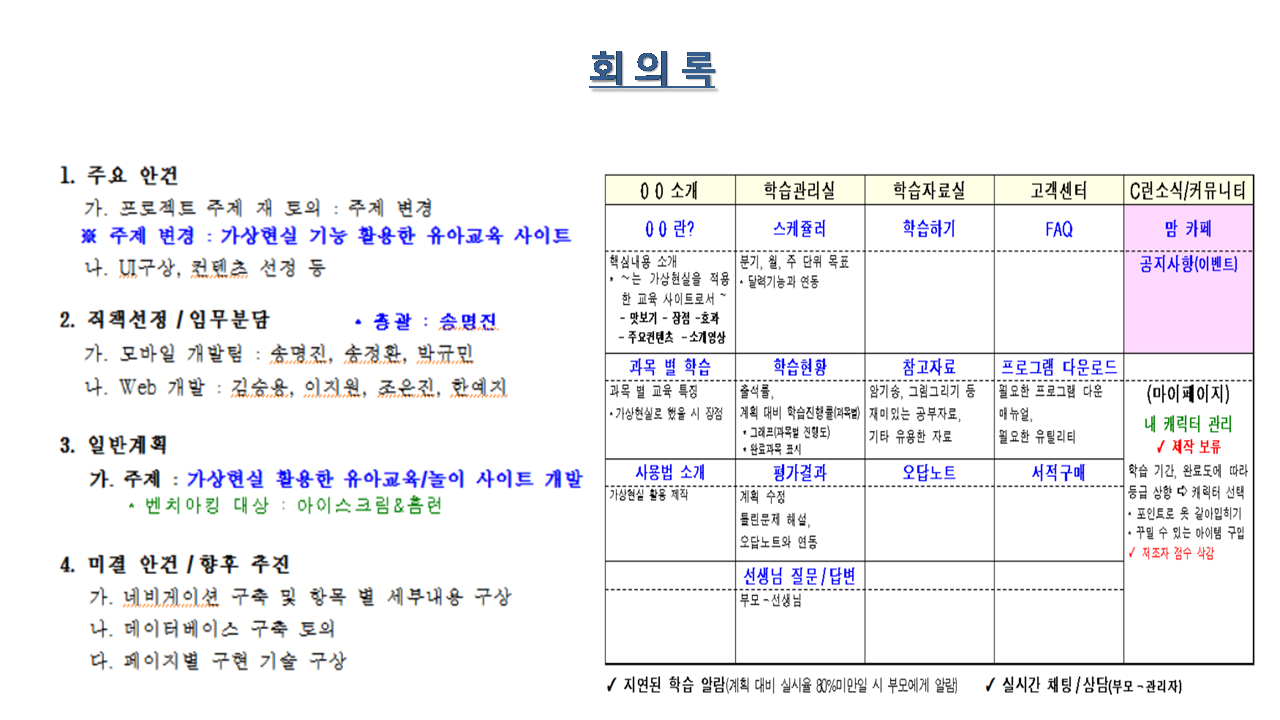 회 의 록
1. 주요 안건
가. 프로젝트 주제 재 토의 : 주제 변경
※ 주제 변경 : 가상현실 기능 활용한 유아교육 사이트
나. UI구상, 컨텐츠 선정 등
2. 직책선정 / 임무분담 • 총괄 : 송명진
가. 모바일 개발팀 : 송명진, 송정환, 박규민
나. Web 개발 : 김승용, 이지원, 조은진, 한예지
3. 일반계획
가. 주제 : 가상현실 활용한 유아교육/놀이 사이트 개발
• 벤치아킹 대상 : 아이스크림&홈런
4. 미결 안건 / 향후 추진
가. 네비게이션 구축 및 항목 별 세부내용 구상
나. 데이터베이스 구축 토의
다. 페이지별 구현 기술 구상
0 0 소개 학습관리실 학습자료실 고객센터 C런소식/커뮤니티
0 0 란? 스케쥴러 학습하기 FAQ 맘 카페
핵심내용 소개 분기, 월, 주 단위 목표 공지사항(이벤트)
• ~는 가상현실을 적용 • 달력기능과 연동
한 교육 사이트로서 ~
- 맛보기 - 장점 -효과
- 주요컨텐츠 -소개영상
과목 별 학습 학습현황 참고자료 프로그램 다운로드
과목 별 교육 특징 출석률, 암기송, 그림그리기 등 필요한 프로그램 다운 (마이페이지)
• 가상현실로 했을 시 장점 계획 대비 학습진행률(과목별) 재미있는 공부자료, 매뉴얼, 내 캐릭터 관리
• 그래프(과목별 진행도) 기타 유용한 자료 필요한 유틸리티 ✓ 제작 보류
• 완료과목 표시
사용법 소개 평가결과 오답노트 서적구매 학습 기간, 완료도에 따라
가상현실 활용 제작 계획 수정 등급 상향 ⇨ 캐릭터 선택
틀린문제 해설, • 포인트로 옷 갈아입히기
오답노트와 연동 • 꾸밀 수 있는 아이템 구입
✓ 저조자 점수 삭감
선생님 질문 / 답변
부모 ~ 선생님
✓ 지연된 학습 알람(계획 대비 실시율 80%미만일 시 부모에게 알람) ✓ 실시간 채팅 / 상담(부모 ~ 관리자)